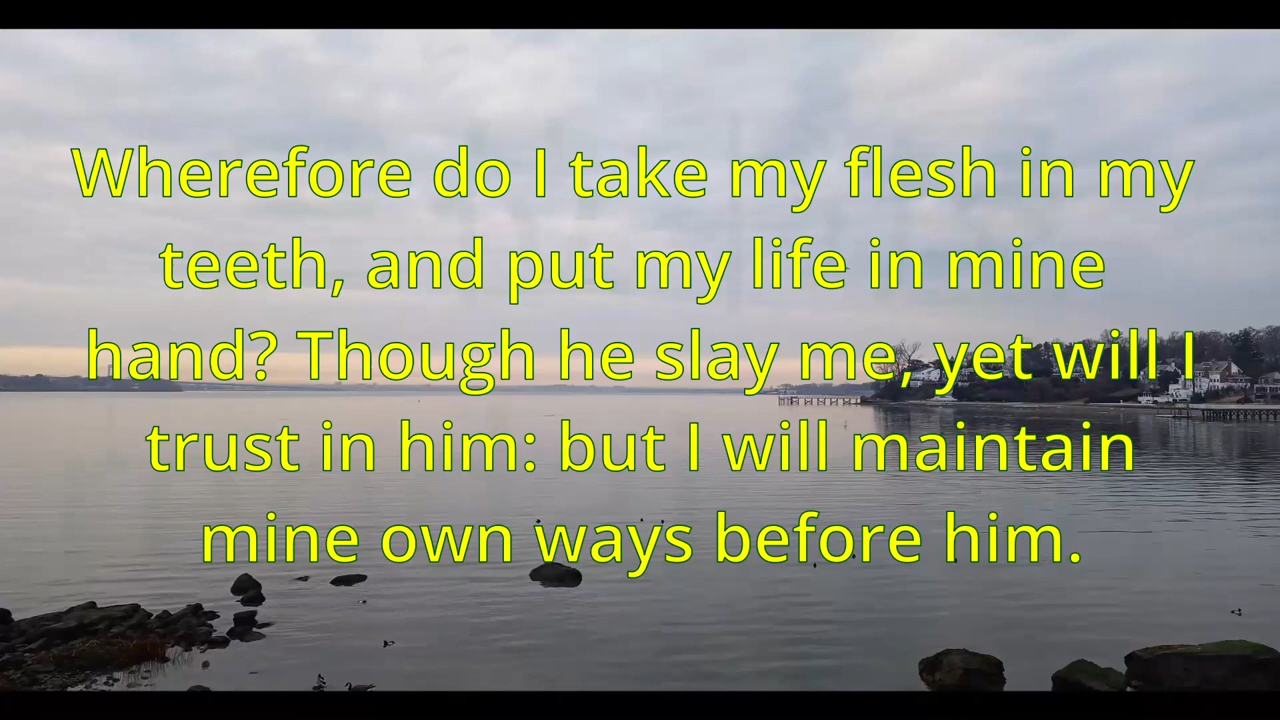 Wherefore do I take my flesh in my
teeth, and put my life in mine
hand? Though he slay me, yet will I
trust in him: but I will maintain
mine own ways before him.